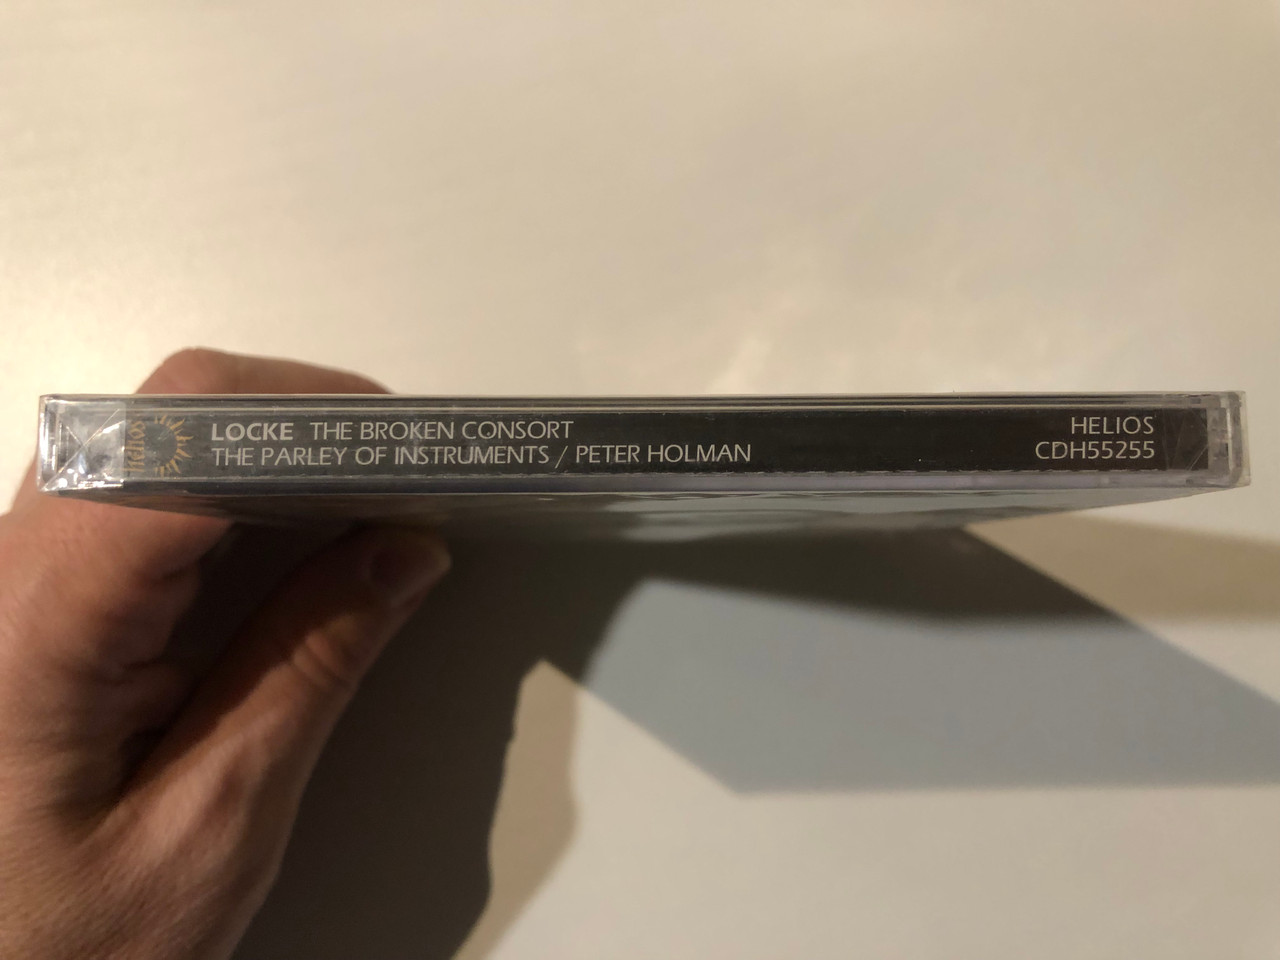 helios
LOCKE THE BROKEN CONSORT
THE PARLEY OF INSTRUMENTS / PETER HOLMAN
HELIOS
CDH55255